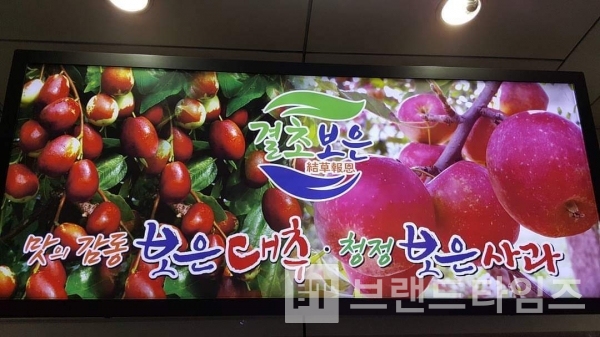 결초보은
結草報恩
맛의 감동 보은대추 · 청정 보은사과
브랜드타임즈